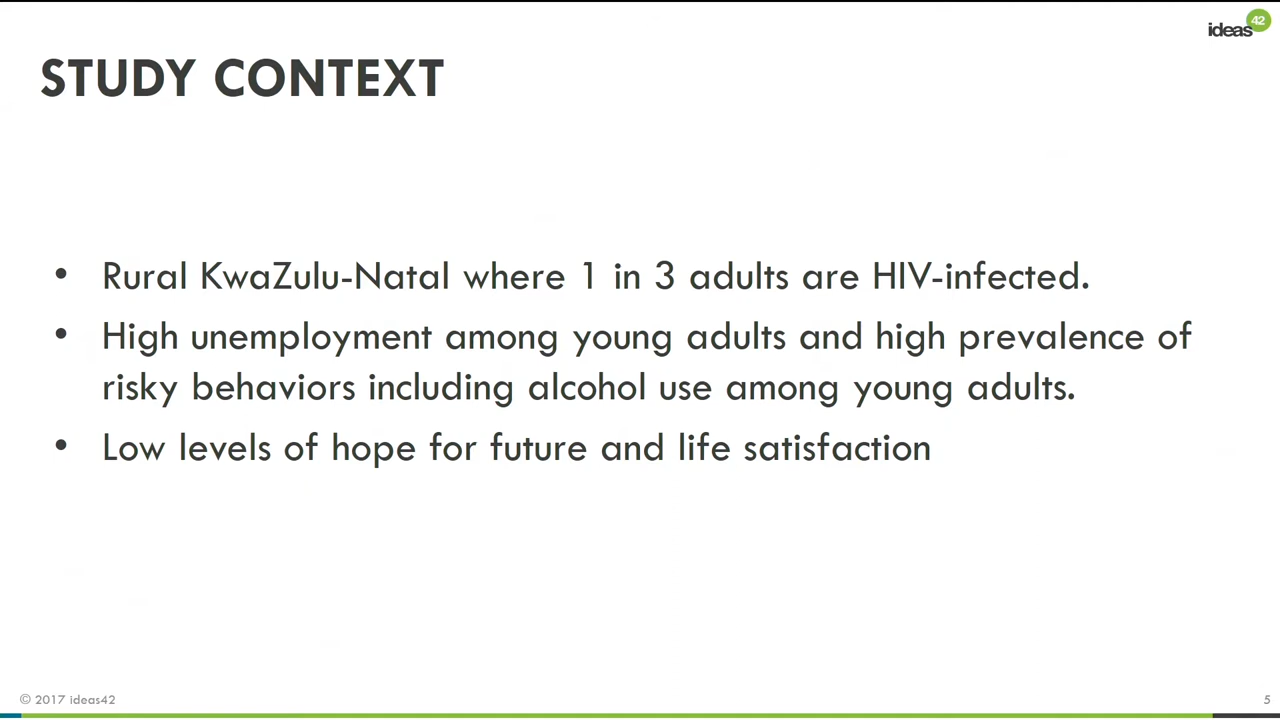 ideas42
STUDY CONTEXT
• Rural KwaZulu-Natal where 1 in 3 adults are HIV-infected.
• High unemployment among young adults and high prevalence of
risky behaviors including alcohol use among young adults.
• Low levels of hope for future and life satisfaction
© 2017 ideas42
5